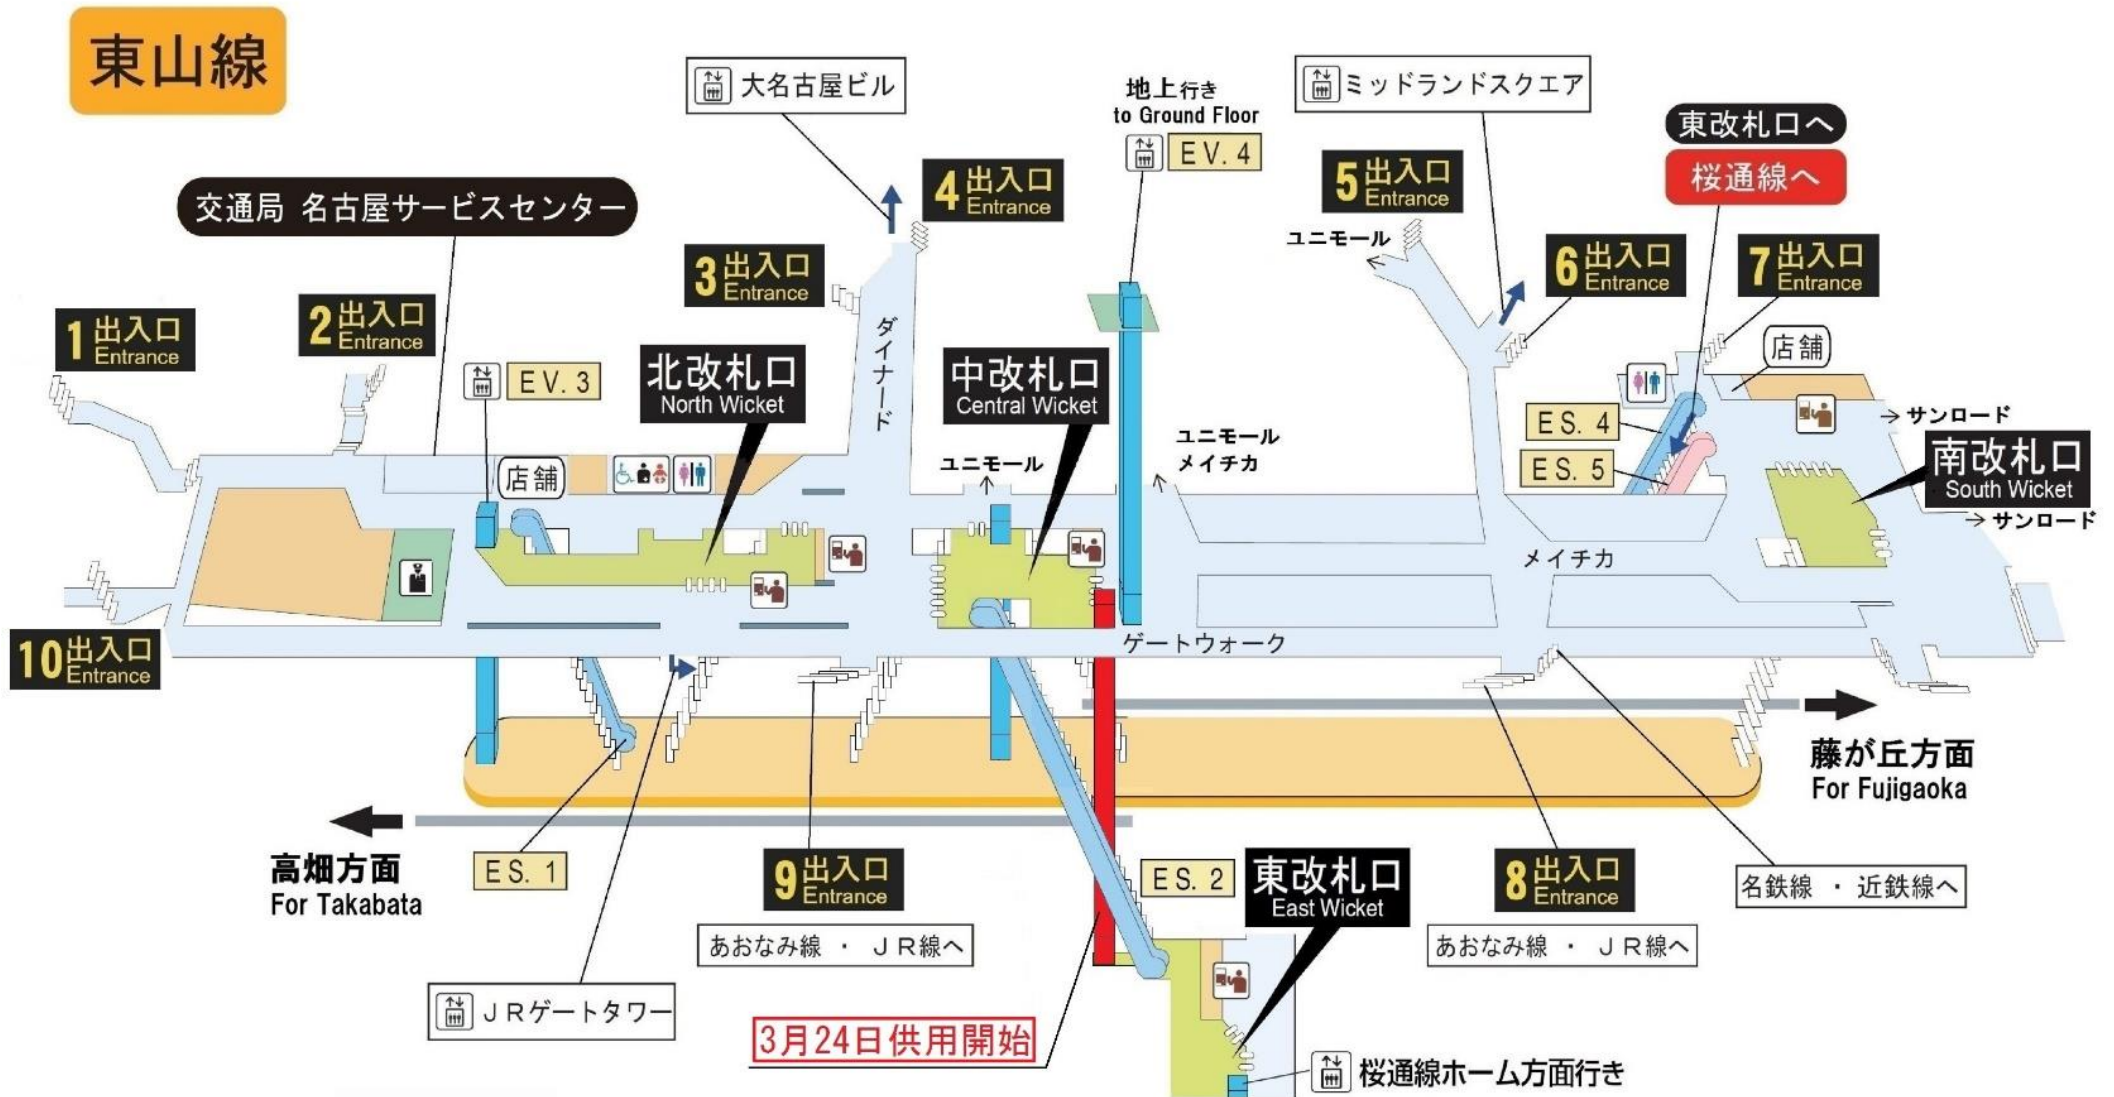 東山線
大名古屋ビル
地上行き
to Ground Floor
EV. 4
ミッドランドスクエア
東改札口へ
桜通線へ
交通局 名古屋サービスセンター
4出入口
Entrance
5出入口
Entrance
ユニモール
3出入口
Entrance
6出入口
Entrance
7出入口
Entrance
1出入口
Entrance
2出入口
Entrance
ダイナード
店舗
EV. 3
北改札口
North Wicket
中改札口
Central Wicket
ES. 4
サンロード
ユニモール
メイチカ
ユニモール
店舗
ES. 5
南改札口
South Wicket
サンロード
メイチカ
10出入口
Entrance
ゲートウォーク
藤が丘方面
For Fujigaoka
高畑方面
For Takabata
ES. 1
9出入口
Entrance
あおなみ線 ・ ＪＲ線へ
ES. 2
東改札口
East Wicket
8出入口
Entrance
あおなみ線 ・ ＪＲ線へ
名鉄線 ・ 近鉄線へ
ＪＲゲートタワー
3月24日供用開始
桜通線ホーム方面行き